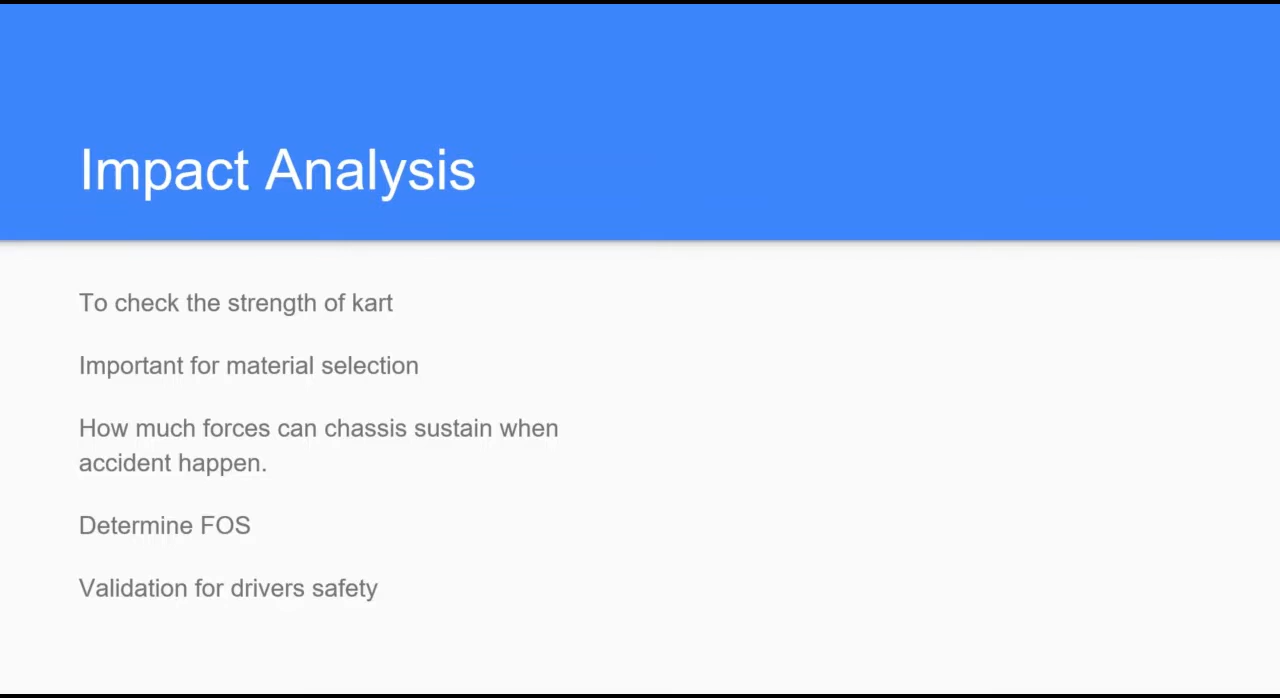 Impact Analysis
To check the strength of kart
Important for material selection
How much forces can chassis sustain when
accident happen.
Determine FOS
Validation for drivers safety